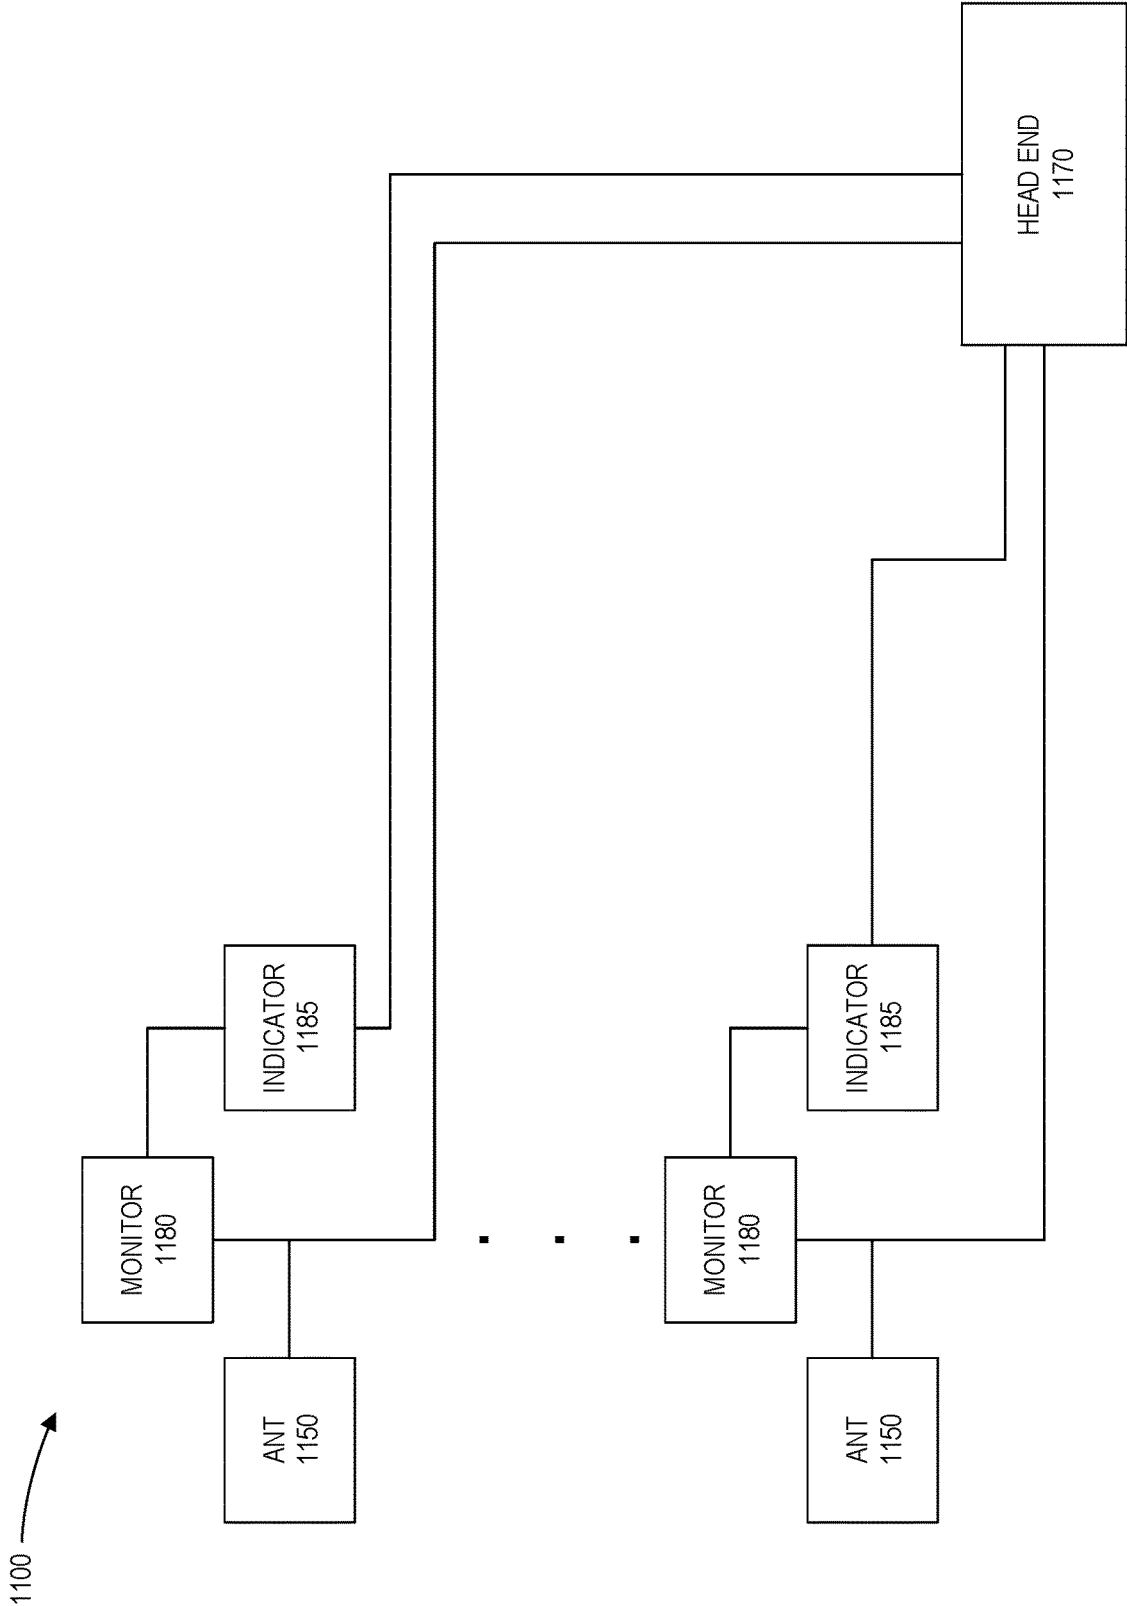 1100
MONITOR
1180
INDICATOR
1185
ANT
1150
MONITOR
1180
INDICATOR
1185
ANT
1150
HEAD END
1170